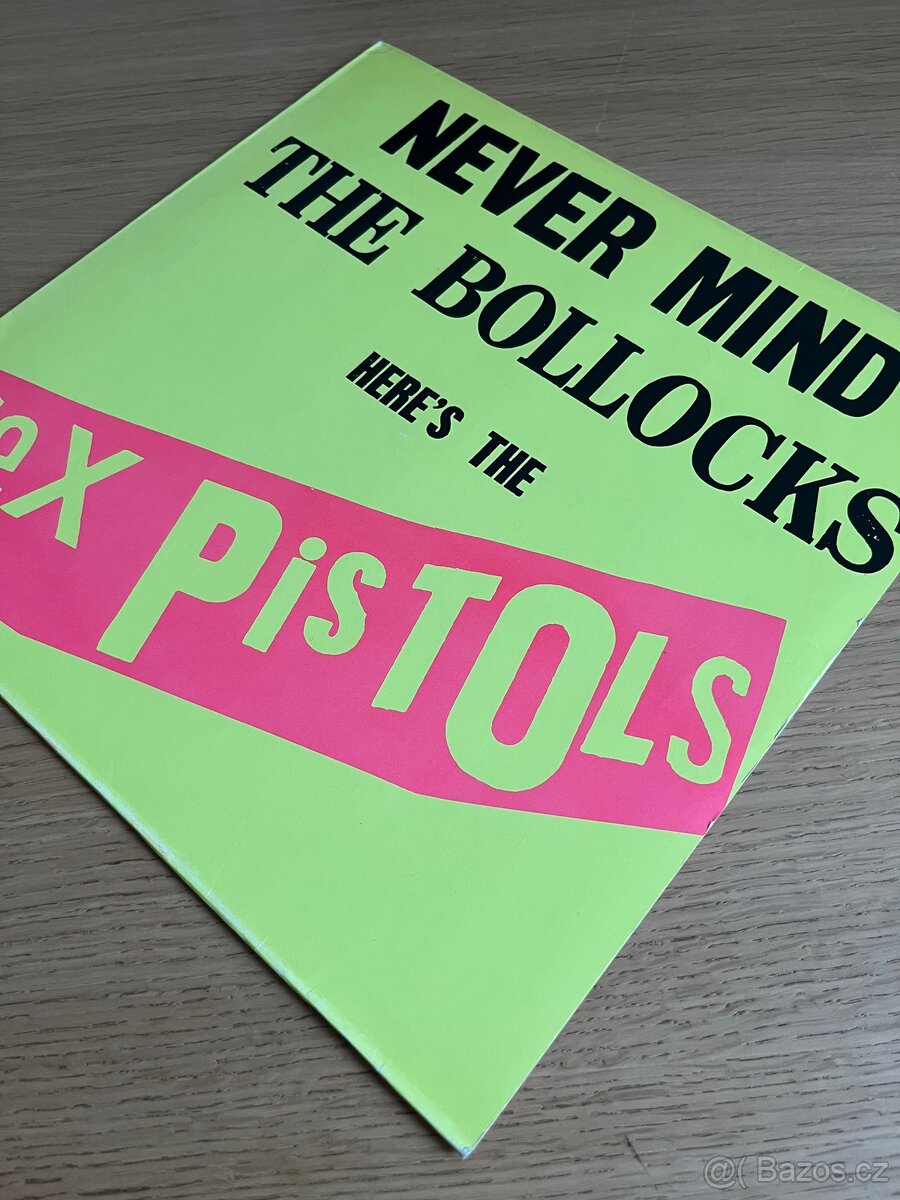 NEVER MIND
THE BOLLOCKS
HERE'S THE
eX PiSTOLS
@( Bazos.cz